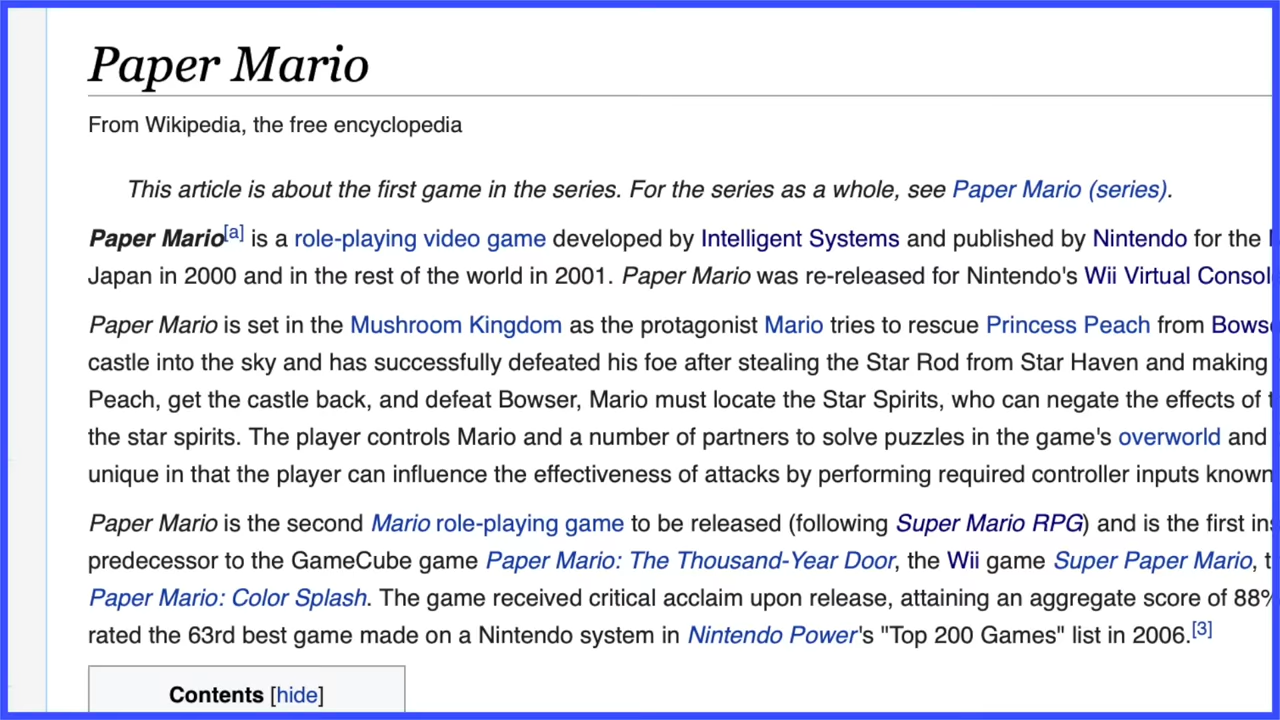 Paper Mario
From Wikipedia, the free encyclopedia
This article is about the first game in the series. For the series as a whole, see Paper Mario (series).
Paper Mario[a] is a role-playing video game developed by Intelligent Systems and published by Nintendo for the
Japan in 2000 and in the rest of the world in 2001. Paper Mario was re-released for Nintendo's Wii Virtual Consol
Paper Mario is set in the Mushroom Kingdom as the protagonist Mario tries to rescue Princess Peach from Bows
castle into the sky and has successfully defeated his foe after stealing the Star Rod from Star Haven and making
Peach, get the castle back, and defeat Bowser, Mario must locate the Star Spirits, who can negate the effects of t
the star spirits. The player controls Mario and a number of partners to solve puzzles in the game's overworld and
unique in that the player can influence the effectiveness of attacks by performing required controller inputs known
Paper Mario is the second Mario role-playing game to be released (following Super Mario RPG) and is the first in
predecessor to the GameCube game Paper Mario: The Thousand-Year Door, the Wii game Super Paper Mario, t
Paper Mario: Color Splash. The game received critical acclaim upon release, attaining an aggregate score of 88%
rated the 63rd best game made on a Nintendo system in Nintendo Power's "Top 200 Games" list in 2006.[3]
Contents [hide]